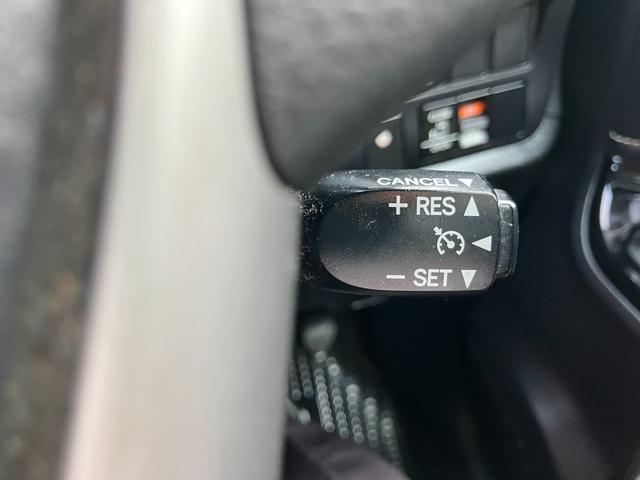 CANCEL▼
+ RES ▲
◀
− SET ▼